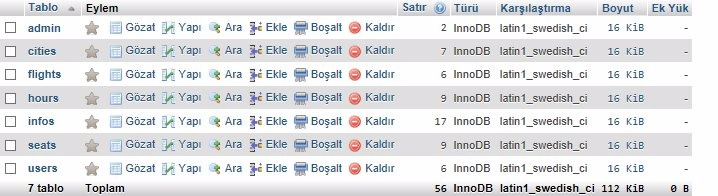 Tablo Eylem Satır Türü Karşılaştırma Boyut Ek Yük
admin Gözat Yapı Ara Ekle Boşalt Kaldır 2 InnoDB latin1_swedish_ci 16 KiB -
cities Gözat Yapı Ara Ekle Boşalt Kaldır 7 InnoDB latin1_swedish_ci 16 KiB -
flights Gözat Yapı Ara Ekle Boşalt Kaldır 6 InnoDB latin1_swedish_ci 16 KiB -
hours Gözat Yapı Ara Ekle Boşalt Kaldır 9 InnoDB latin1_swedish_ci 16 KiB -
infos Gözat Yapı Ara Ekle Boşalt Kaldır 17 InnoDB latin1_swedish_ci 16 KiB -
seats Gözat Yapı Ara Ekle Boşalt Kaldır 9 InnoDB latin1_swedish_ci 16 KiB -
users Gözat Yapı Ara Ekle Boşalt Kaldır 6 InnoDB latin1_swedish_ci 16 KiB -
7 tablo Toplam 56 InnoDB latin1_swedish_ci 112 KiB 0 B